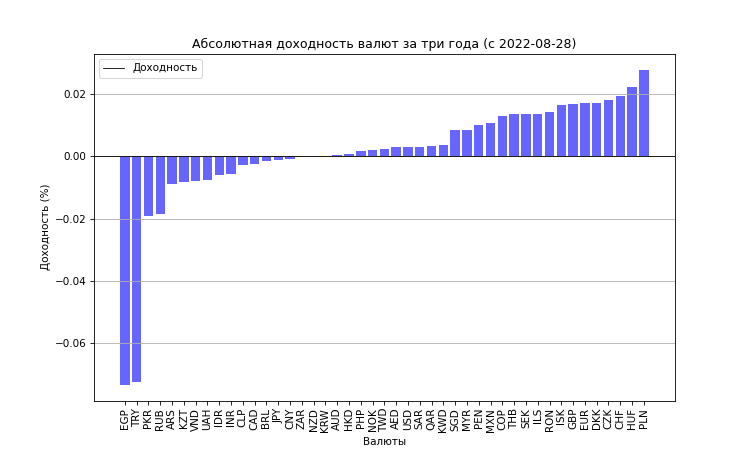 Абсолютная доходность валют за три года (с 2022-08-28)
Доходность
Доходность (%)
0.02
0.00
−0.02
−0.04
−0.06
EGP
TRY
PKR
RUB
ARS
KZT
VND
UAH
IDR
INR
CLP
CAD
BRL
JPY
CNY
ZAR
NZD
KRW
AUD
HKD
PHP
NOK
TWD
AED
USD
SAR
QAR
KWD
SGD
MYR
PEN
MXN
COP
THB
SEK
ILS
RON
ISK
GBP
EUR
DKK
CZK
CHF
HUF
PLN
Валюты